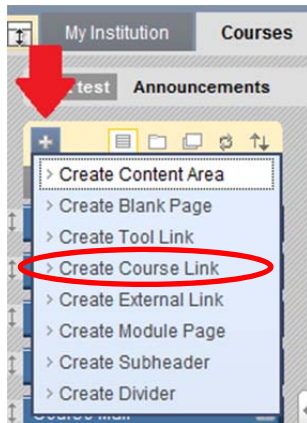 My Institution Courses
test Announcements
> Create Content Area
> Create Blank Page
> Create Tool Link
> Create Course Link
> Create External Link
> Create Module Page
> Create Subheader
> Create Divider